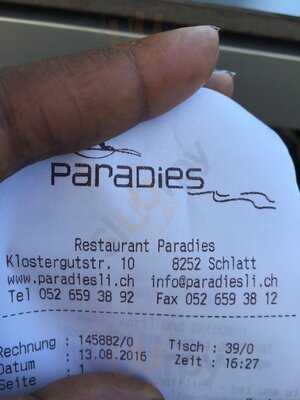 PARADIES
Restaurant Paradies
Klostergutstr. 10 8252 Schlatt
www.paradiesli.ch info@paradiesli.ch
Tel 052 659 38 92 Fax 052 659 38 12
Rechnung : 145882/0 Tisch : 39/0
Datum : 13.08.2016 Zeit : 16:27
Seite : 1